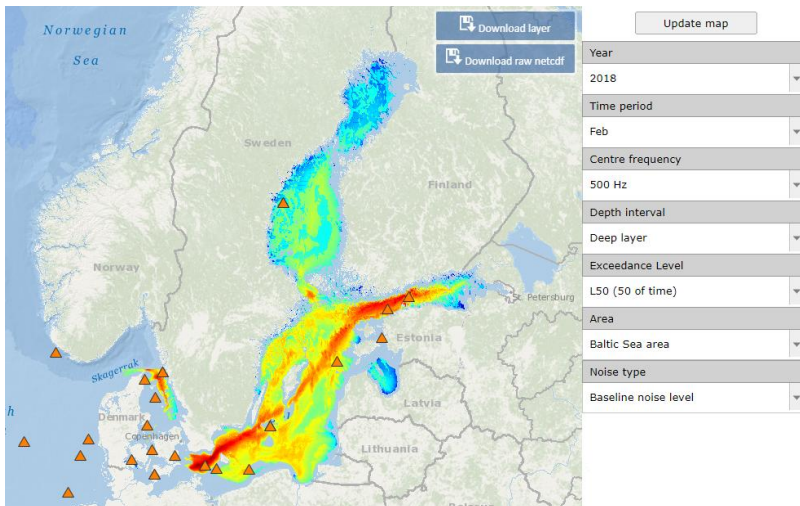 Norwegian
Sea
Download layer
Download raw netcdf
Sweden
Finland
Norway
St. Petersburg
Estonia
Skagerrak
Latvia
Denmark
Copenhagen
Lithuania
Update map
Year
2018
Time period
Feb
Centre frequency
500 Hz
Depth interval
Deep layer
Exceedance Level
L50 (50 of time)
Area
Baltic Sea area
Noise type
Baseline noise level